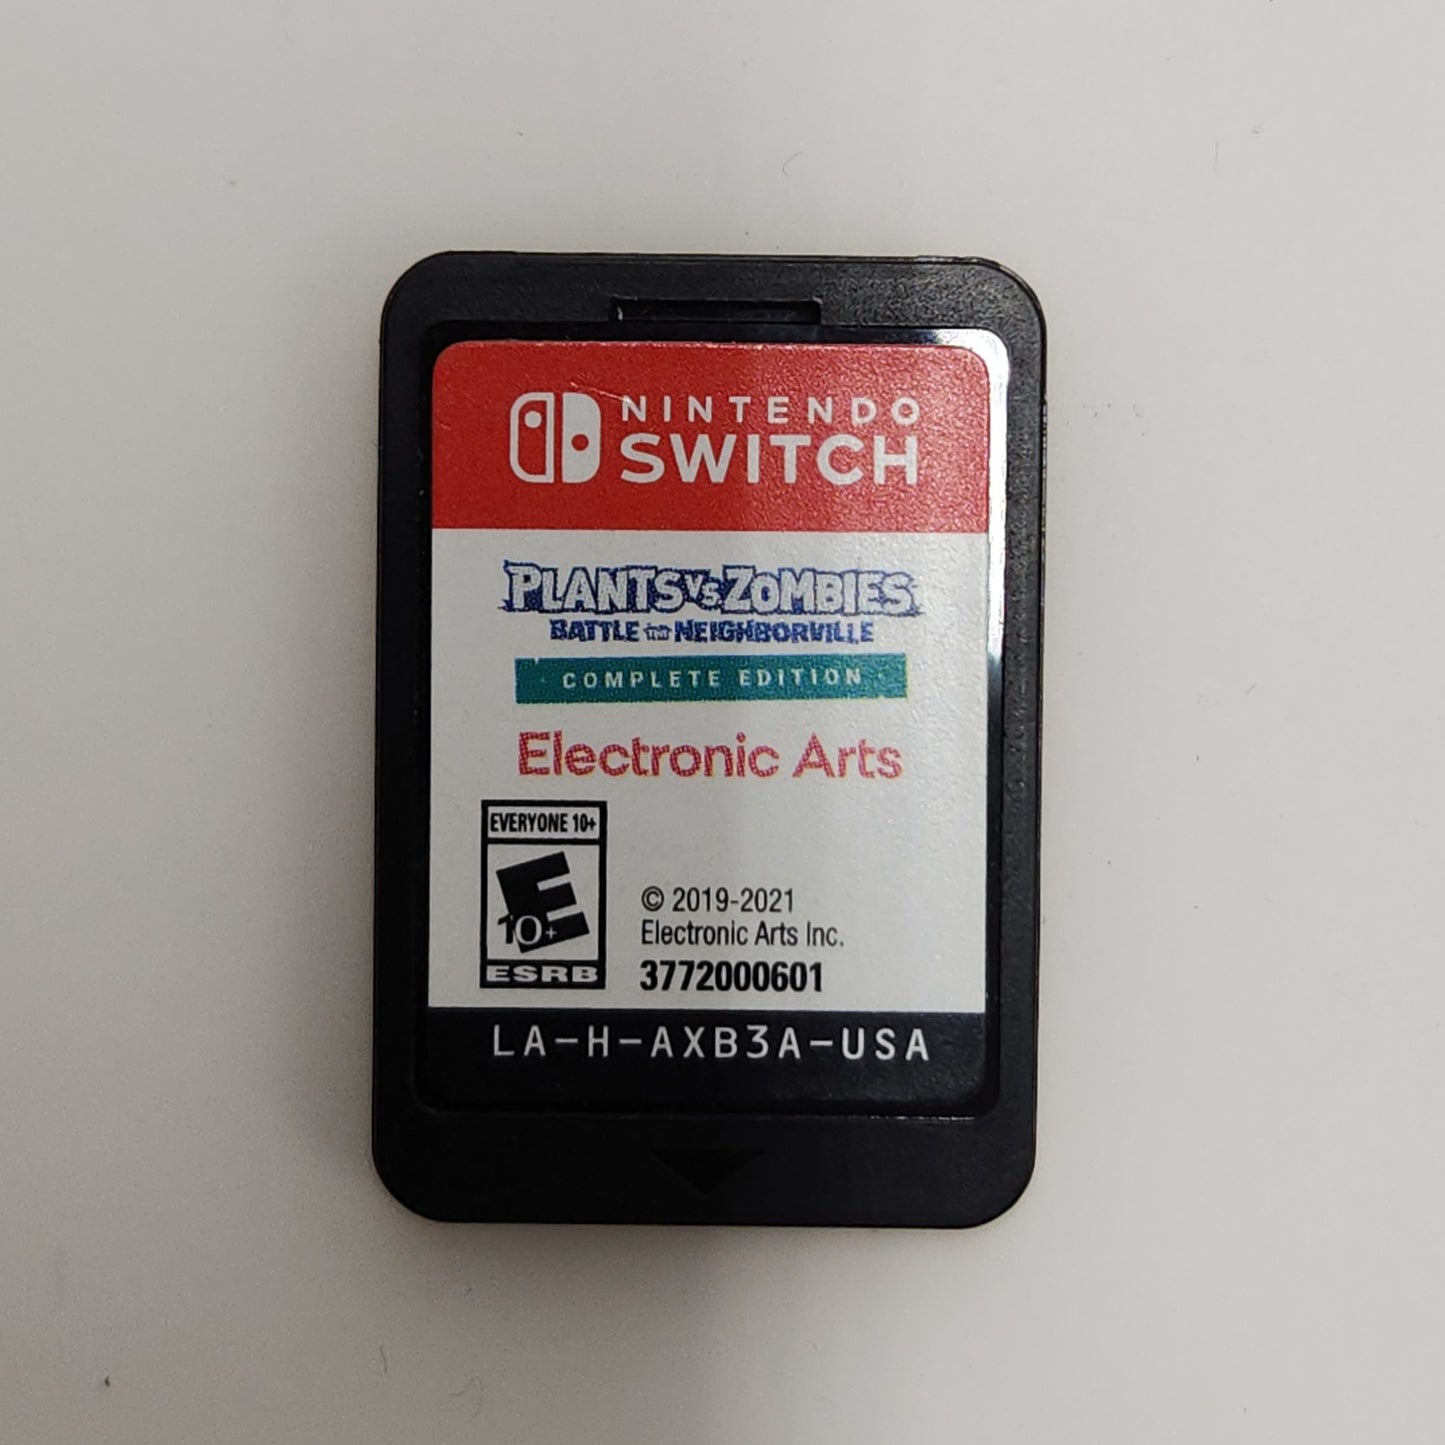 NINTENDO
SWITCH
PLANTS VS ZOMBIES
BATTLE FOR NEIGHBORVILLE
COMPLETE EDITION
Electronic Arts
EVERYONE 10+
E
10+
ESRB
© 2019-2021
Electronic Arts Inc.
3772000601
LA-H-AXB3A-USA